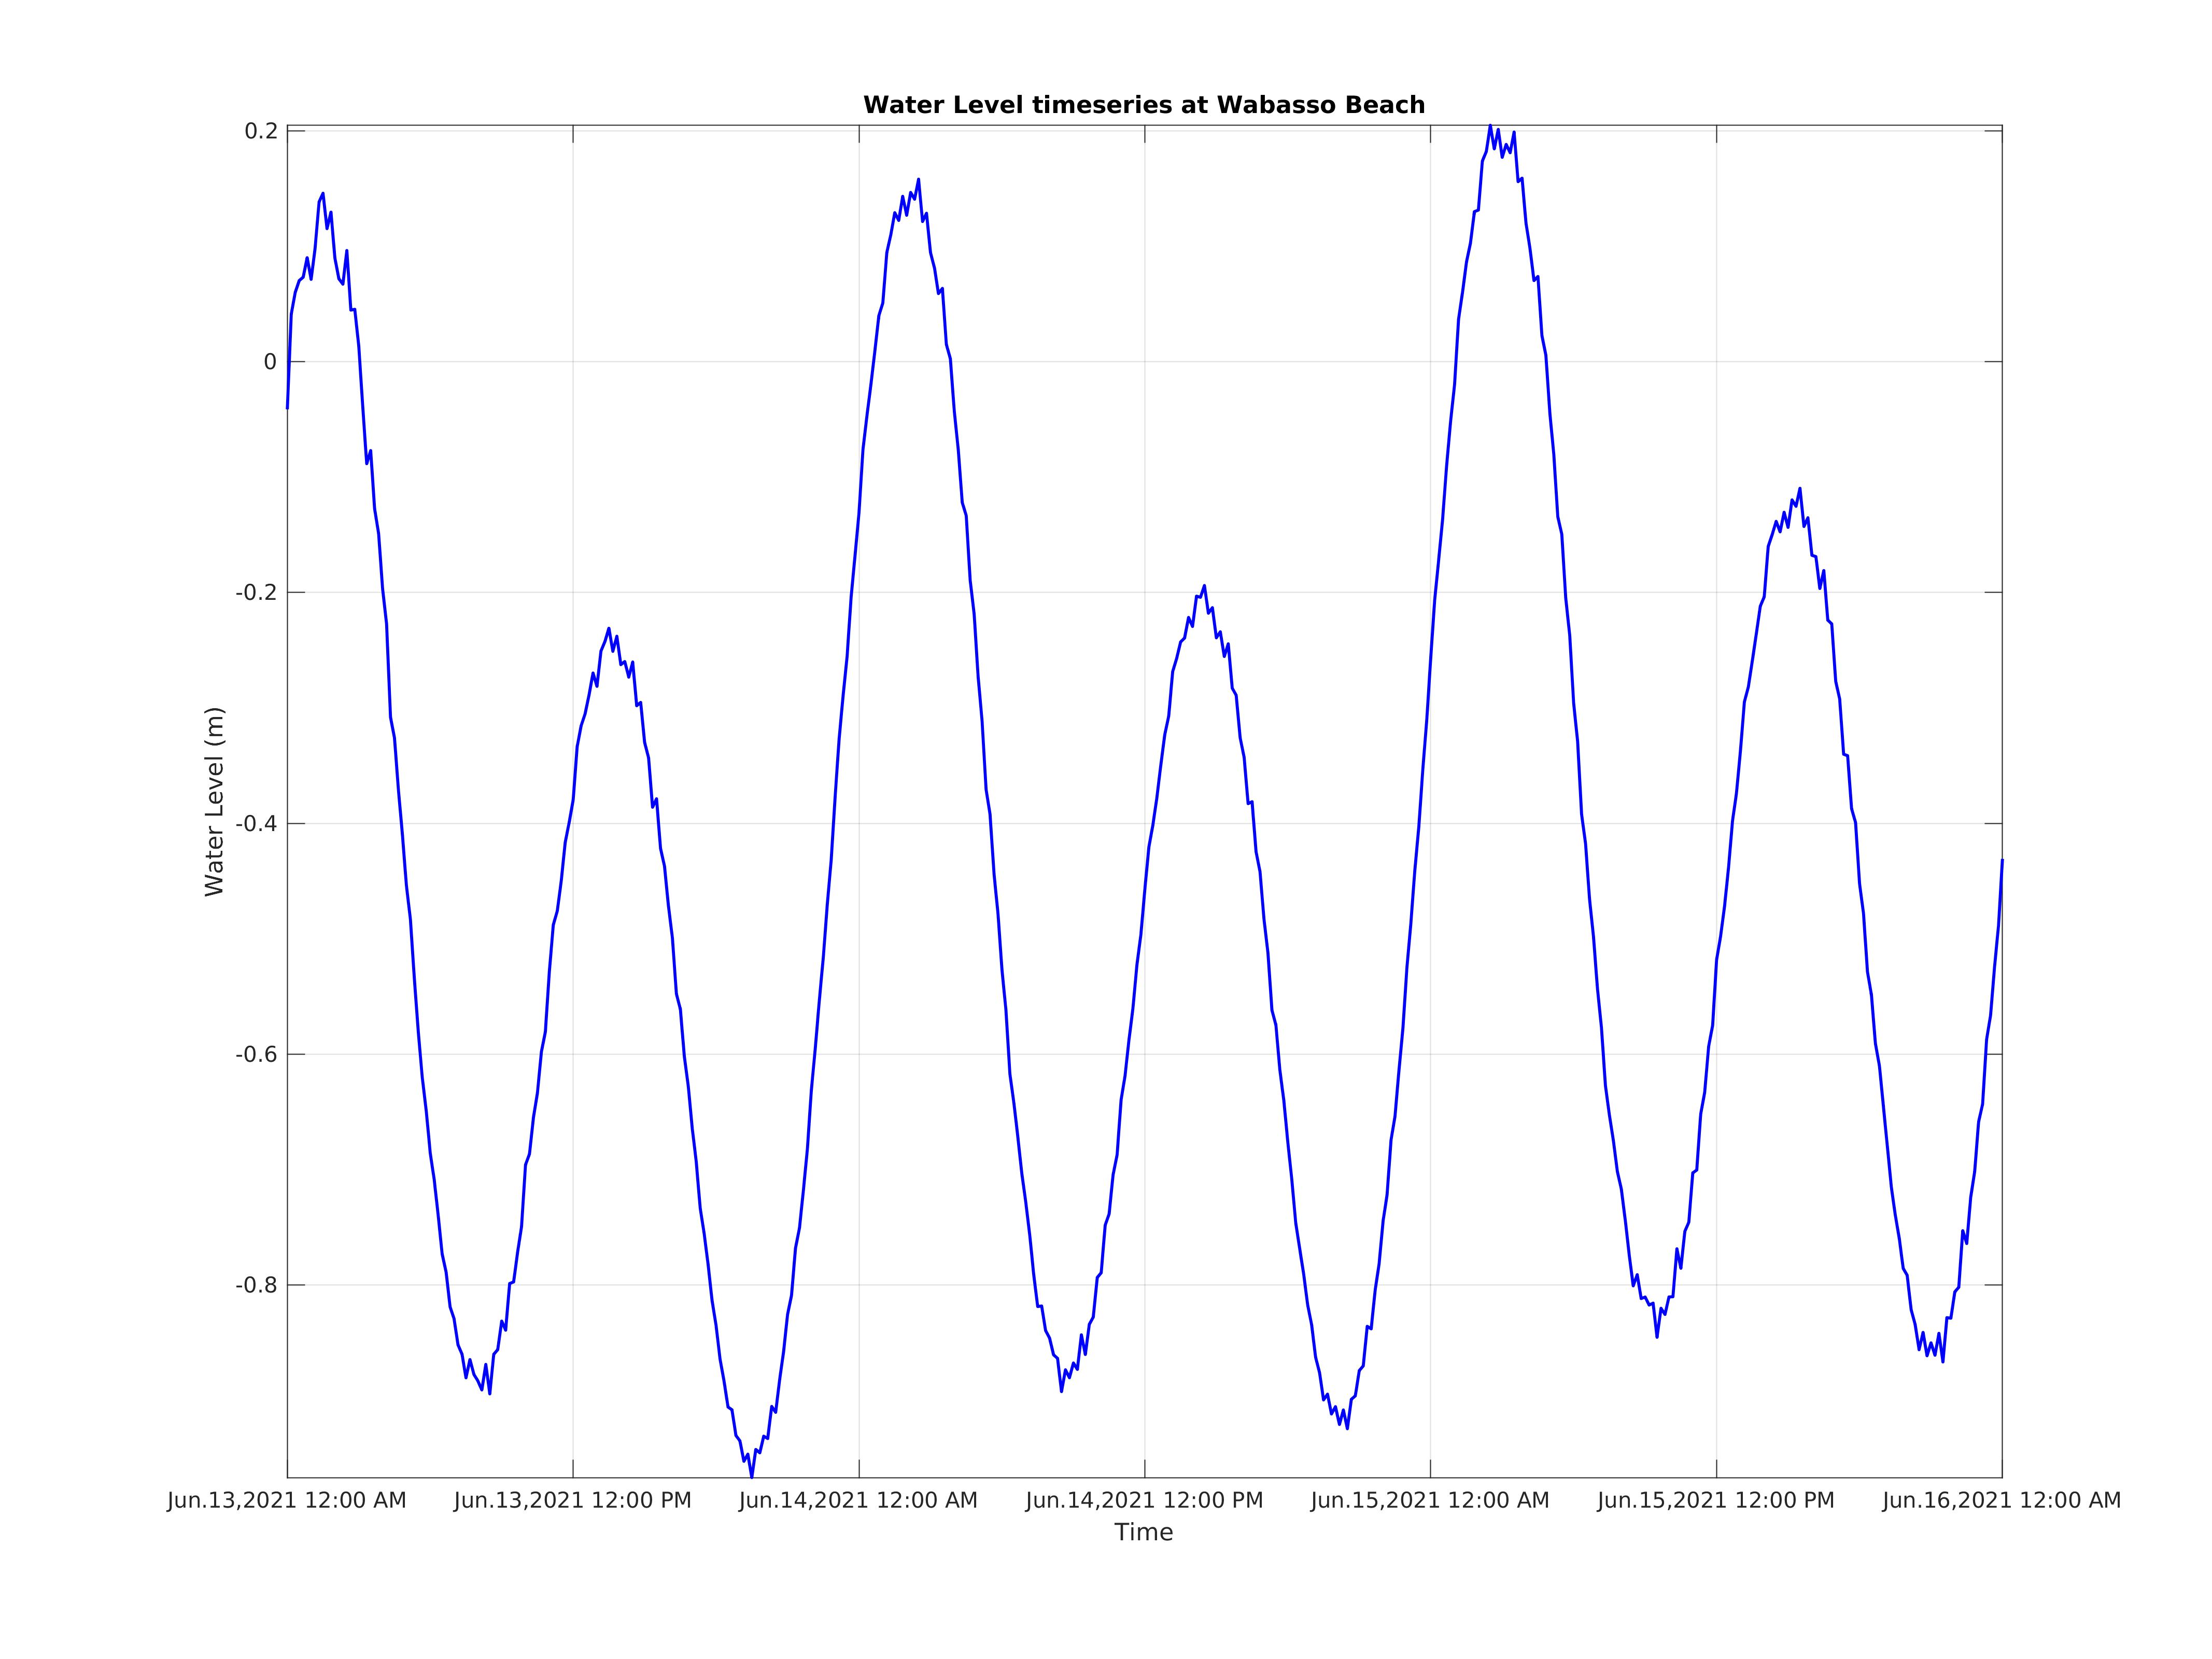 Water Level timeseries at Wabasso Beach
0.2
0
-0.2
-0.4
-0.6
-0.8
Water Level (m)
Jun.13,2021 12:00 AM
Jun.13,2021 12:00 PM
Jun.14,2021 12:00 AM
Jun.14,2021 12:00 PM
Jun.15,2021 12:00 AM
Jun.15,2021 12:00 PM
Jun.16,2021 12:00 AM
Time